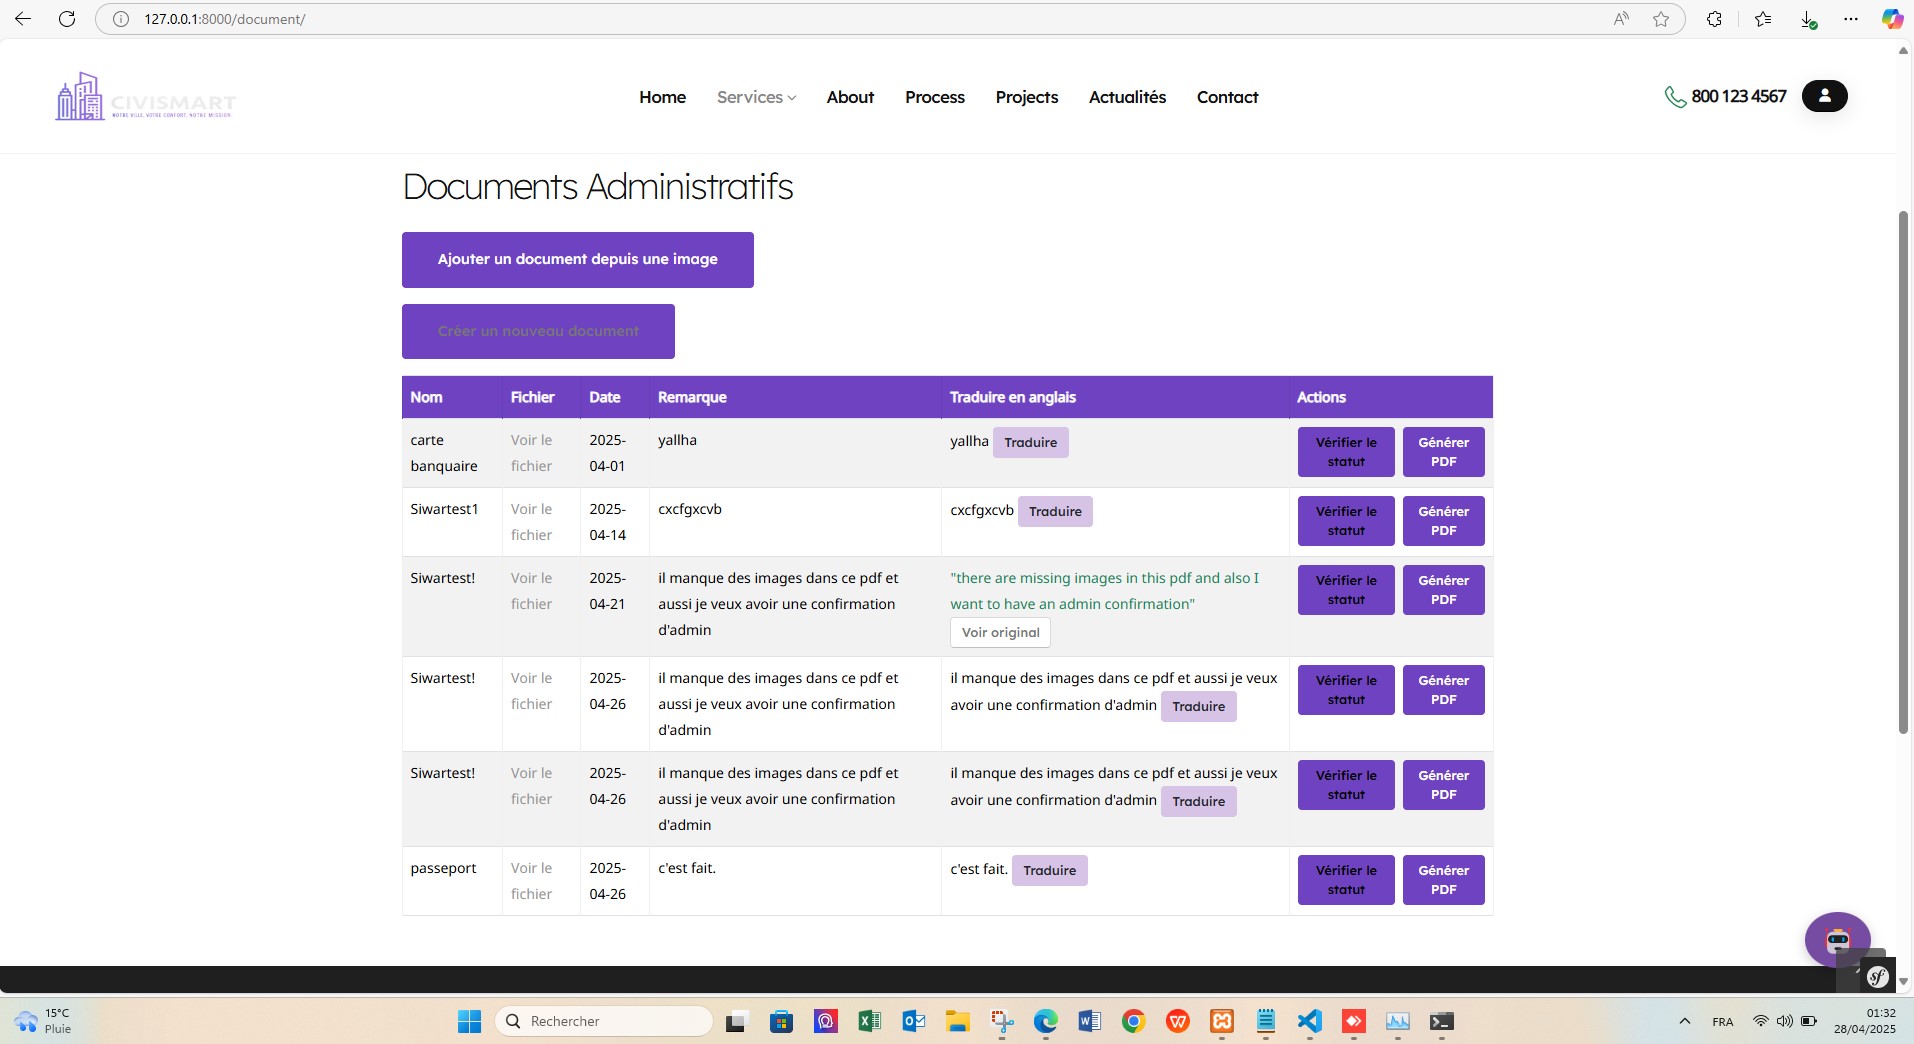 127.0.0.1:8000/document/
CIVISMART
NOTRE VILLE, VOTRE CONFORT, NOTRE MISSION.
Home Services About Process Projects Actualités Contact
800 123 4567
Documents Administratifs
Ajouter un document depuis une image
Créer un nouveau document
Nom Fichier Date Remarque Traduire en anglais Actions
carte banquaire Voir le fichier 2025-04-01 yallha yallha Traduire Vérifier le statut Générer PDF
Siwartest1 Voir le fichier 2025-04-14 cxcfgxcvb cxcfgxcvb Traduire Vérifier le statut Générer PDF
Siwartest! Voir le fichier 2025-04-21 il manque des images dans ce pdf et aussi je veux avoir une confirmation d'admin "there are missing images in this pdf and also I want to have an admin confirmation" Voir original Vérifier le statut Générer PDF
Siwartest! Voir le fichier 2025-04-26 il manque des images dans ce pdf et aussi je veux avoir une confirmation d'admin il manque des images dans ce pdf et aussi je veux avoir une confirmation d'admin Traduire Vérifier le statut Générer PDF
Siwartest! Voir le fichier 2025-04-26 il manque des images dans ce pdf et aussi je veux avoir une confirmation d'admin il manque des images dans ce pdf et aussi je veux avoir une confirmation d'admin Traduire Vérifier le statut Générer PDF
passeport Voir le fichier 2025-04-26 c'est fait. c'est fait. Traduire Vérifier le statut Générer PDF
sf
15°C
Pluie
Rechercher
FRA
01:32
28/04/2025